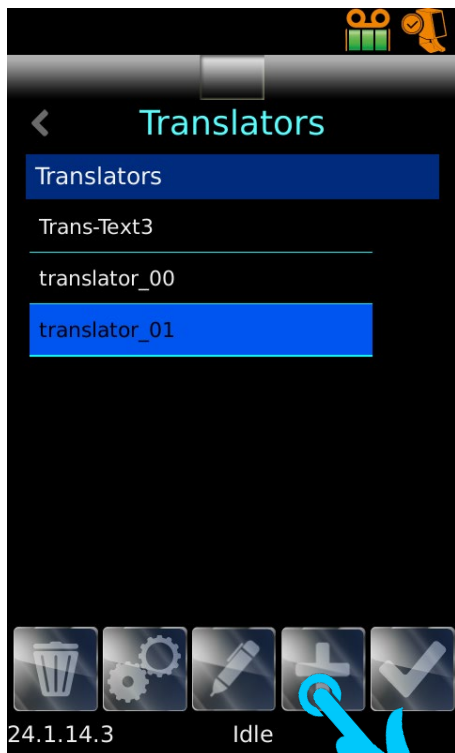 Translators
Translators
Trans-Text3
translator_00
translator_01
24.1.14.3 Idle